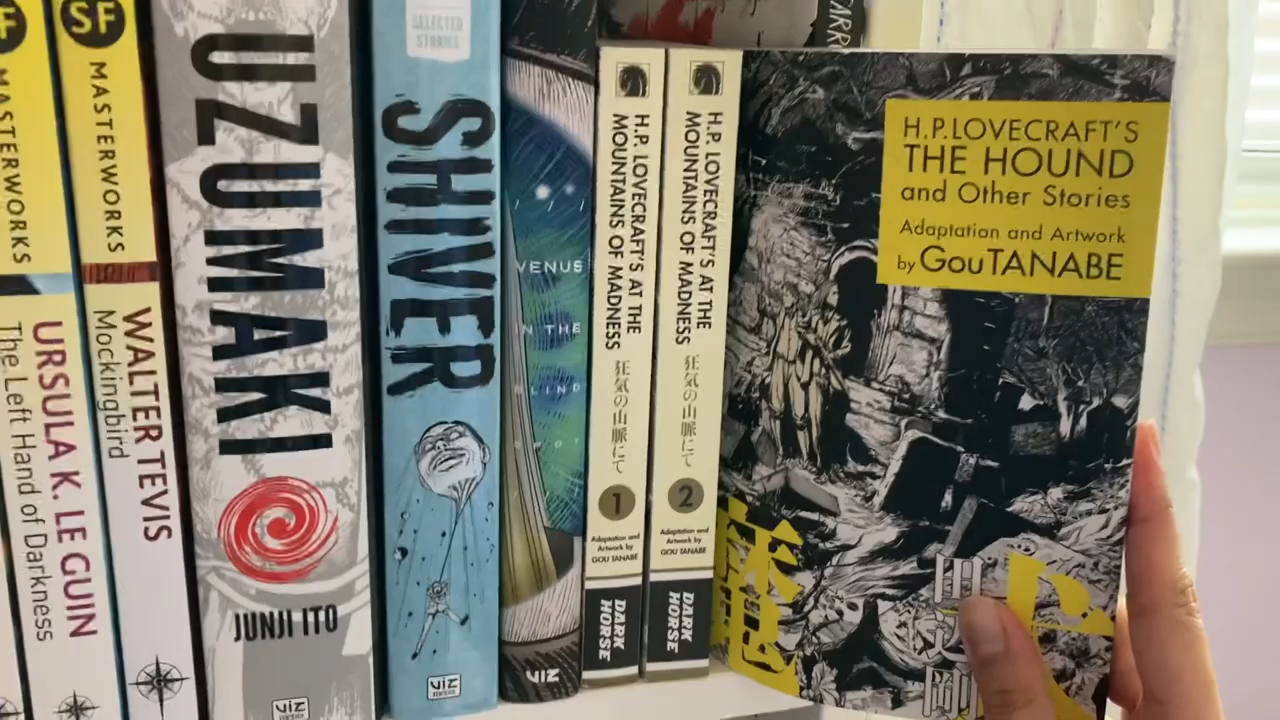 SF
MASTERWORKS
URSULA K. LE GUIN
The Left Hand of Darkness
SF
MASTERWORKS
WALTER TEVIS
Mockingbird
UZUMAKI
JUNJI ITO
VIZ
SELECTED
STORIES
SHIVER
VIZ
VENUS
IN THE
BLIND
SPOT
VIZ
H.P. LOVECRAFT'S AT THE
MOUNTAINS OF MADNESS
狂気の山脈にて
1
Adaptation and
Artwork by
GOU TANABE
DARK
HORSE
H.P. LOVECRAFT'S AT THE
MOUNTAINS OF MADNESS
狂気の山脈にて
2
Adaptation and
Artwork by
GOU TANABE
DARK
HORSE
H.P.LOVECRAFT'S
THE HOUND
and Other Stories
Adaptation and Artwork
by GOU TANABE